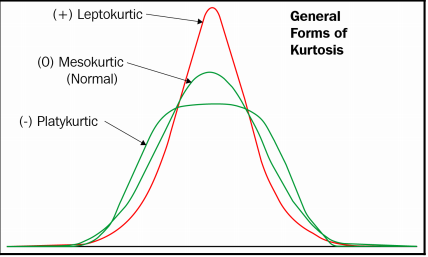 (+) Leptokurtic
General
Forms of
Kurtosis
(0) Mesokurtic
(Normal)
(-) Platykurtic